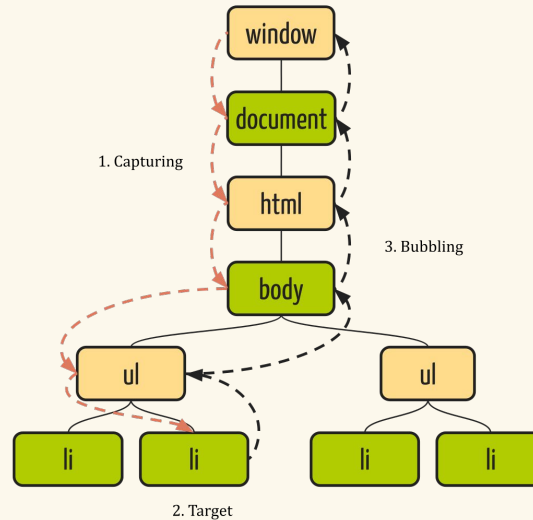 window
document
1. Capturing
html
3. Bubbling
body
ul
ul
li
li
li
li
2. Target